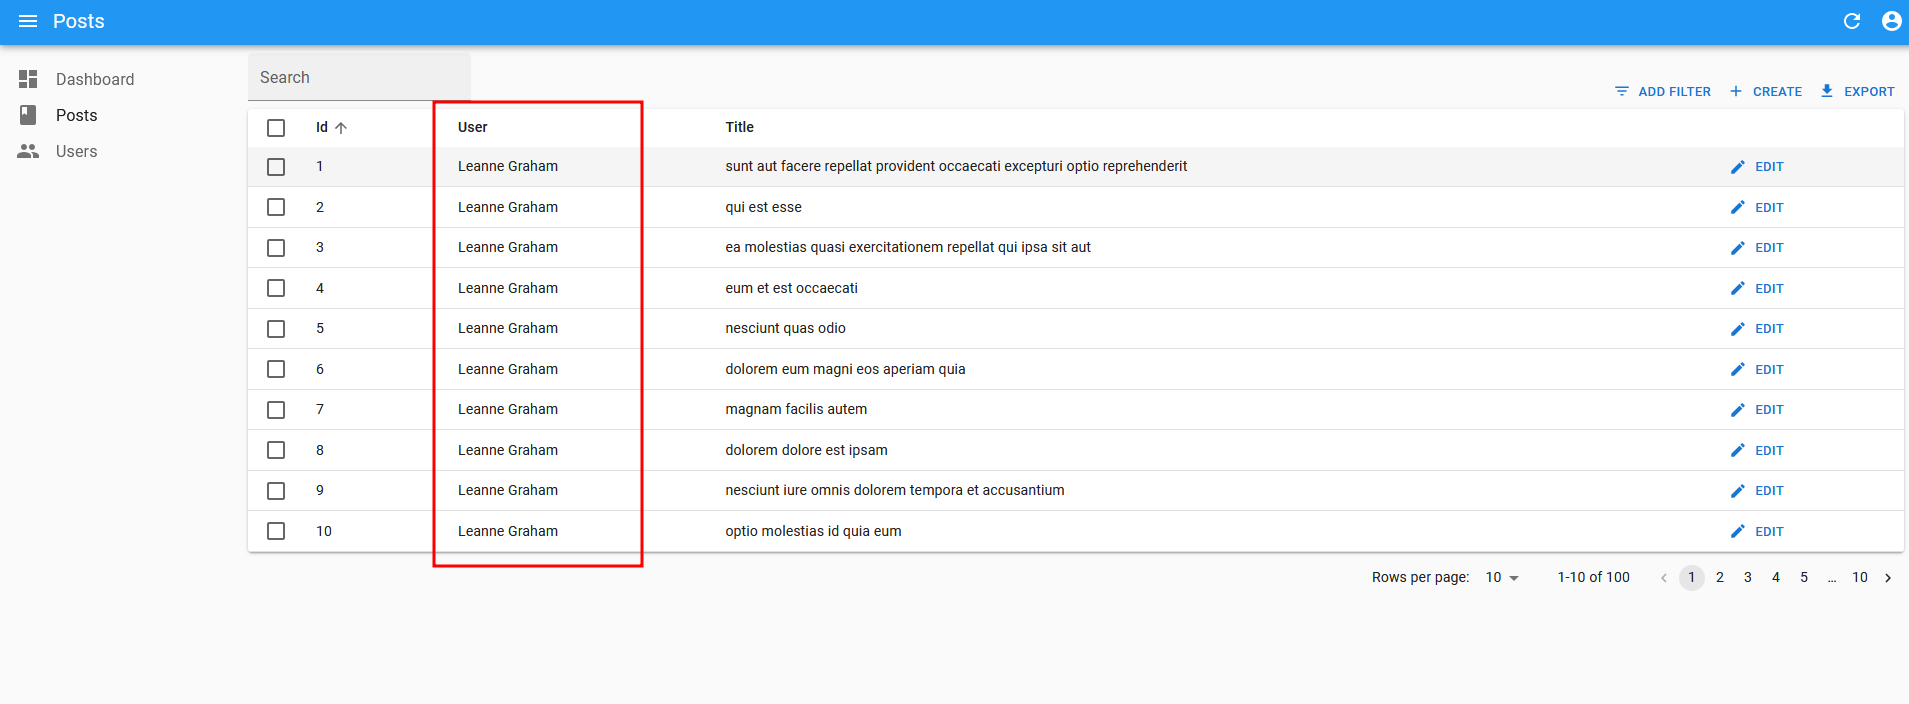 Posts
Dashboard
Posts
Users
Search
ADD FILTER CREATE EXPORT
Id User Title
1 Leanne Graham sunt aut facere repellat provident occaecati excepturi optio reprehenderit EDIT
2 Leanne Graham qui est esse EDIT
3 Leanne Graham ea molestias quasi exercitationem repellat qui ipsa sit aut EDIT
4 Leanne Graham eum et est occaecati EDIT
5 Leanne Graham nesciunt quas odio EDIT
6 Leanne Graham dolorem eum magni eos aperiam quia EDIT
7 Leanne Graham magnam facilis autem EDIT
8 Leanne Graham dolorem dolore est ipsam EDIT
9 Leanne Graham nesciunt iure omnis dolorem tempora et accusantium EDIT
10 Leanne Graham optio molestias id quia eum EDIT
Rows per page: 10 1-10 of 100 1 2 3 4 5 ... 10